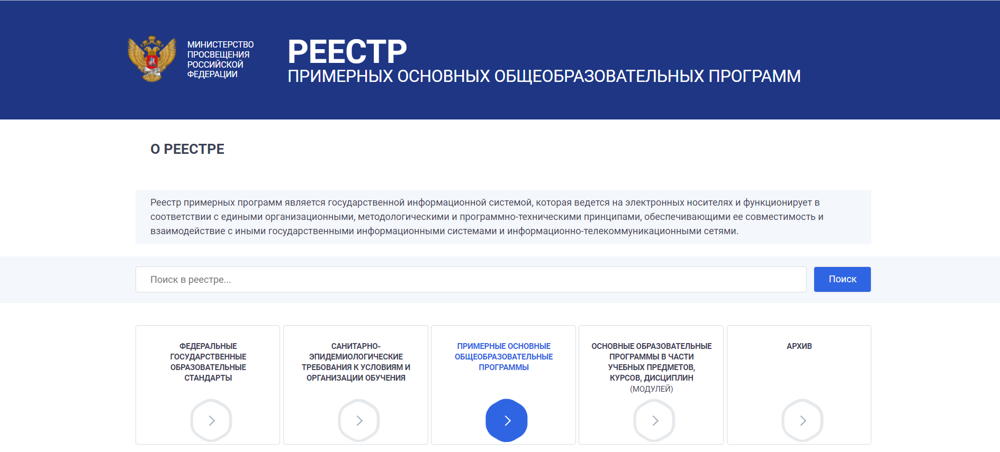 МИНИСТЕРСТВО
ПРОСВЕЩЕНИЯ
РОССИЙСКОЙ
ФЕДЕРАЦИИ
РЕЕСТР
ПРИМЕРНЫХ ОСНОВНЫХ ОБЩЕОБРАЗОВАТЕЛЬНЫХ ПРОГРАММ
О РЕЕСТРЕ
Реестр примерных программ является государственной информационной системой, которая ведется на электронных носителях и функционирует в
соответствии с едиными организационными, методологическими и программно-техническими принципами, обеспечивающими ее совместимость и
взаимодействие с иными государственными информационными системами и информационно-телекоммуникационными сетями.
Поиск в реестре...
Поиск
ФЕДЕРАЛЬНЫЕ
ГОСУДАРСТВЕННЫЕ
ОБРАЗОВАТЕЛЬНЫЕ
СТАНДАРТЫ
САНИТАРНО-
ЭПИДЕМИОЛОГИЧЕСКИЕ
ТРЕБОВАНИЯ К УСЛОВИЯМ И
ОРГАНИЗАЦИИ ОБУЧЕНИЯ
ПРИМЕРНЫЕ ОСНОВНЫЕ
ОБЩЕОБРАЗОВАТЕЛЬНЫЕ
ПРОГРАММЫ
ОСНОВНЫЕ ОБРАЗОВАТЕЛЬНЫЕ
ПРОГРАММЫ В ЧАСТИ
УЧЕБНЫХ ПРЕДМЕТОВ,
КУРСОВ, ДИСЦИПЛИН
(МОДУЛЕЙ)
АРХИВ